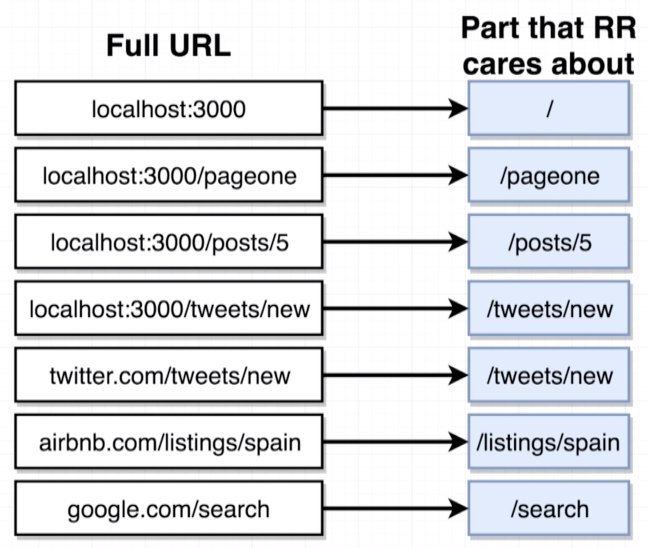 Full URL
Part that RR
cares about
localhost:3000
/
localhost:3000/pageone
/pageone
localhost:3000/posts/5
/posts/5
localhost:3000/tweets/new
/tweets/new
twitter.com/tweets/new
/tweets/new
airbnb.com/listings/spain
/listings/spain
google.com/search
/search